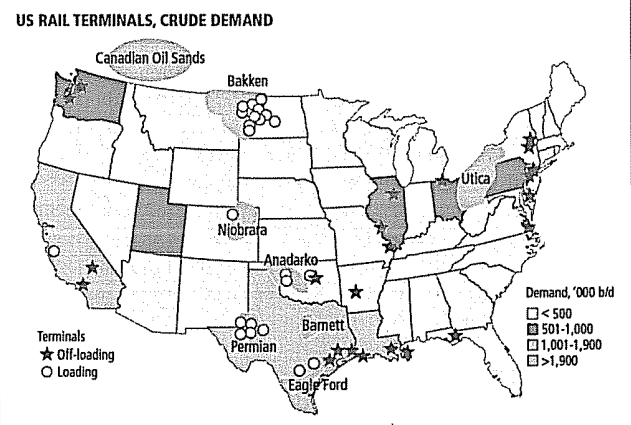 US RAIL TERMINALS, CRUDE DEMAND
Canadian Oil Sands
Bakken
Utica
Niobrara
Anadarko
Barnett
Permian
Eagle Ford
Terminals
★ Off-loading
○ Loading
Demand, '000 b/d
< 500
501-1,000
1,001-1,900
>1,900